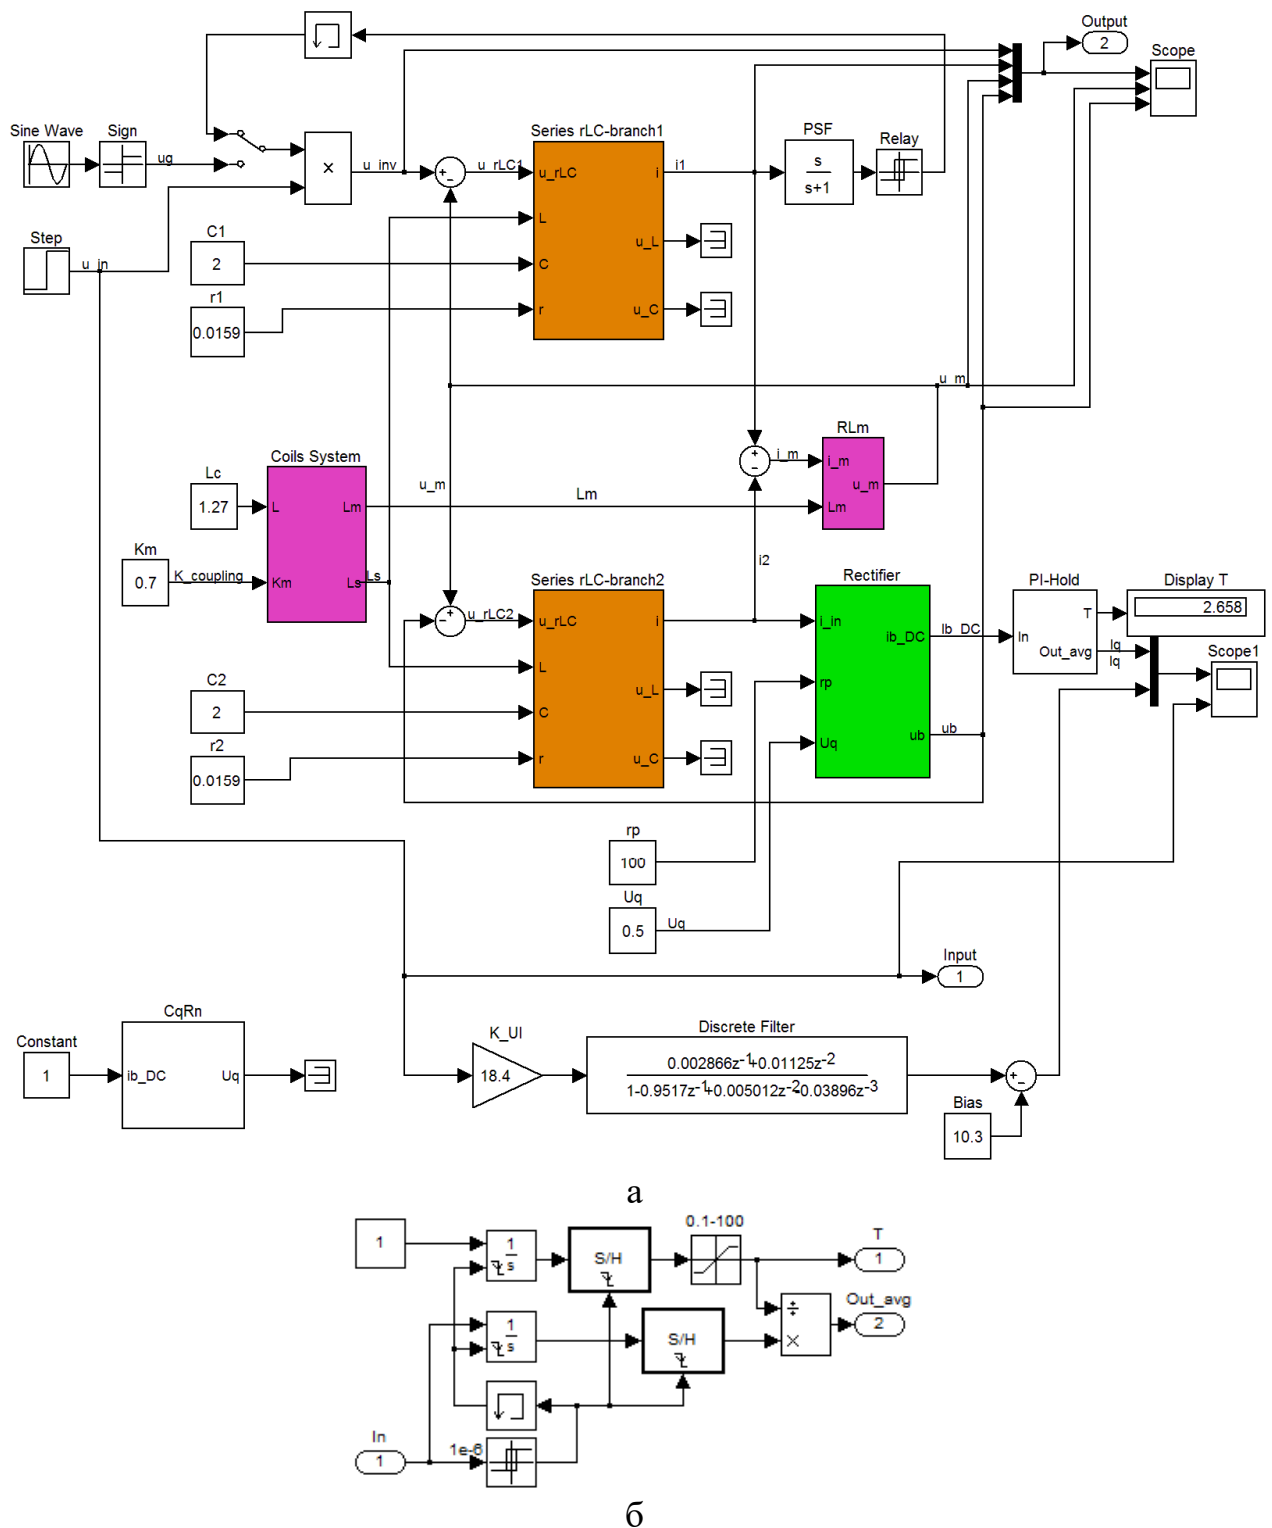 Output
2
Scope
Sine Wave
Sign
ug
Step
u_in
×
u_inv
u_rLC1
Series rLC-branch1
u_rLC
L
C
r
i
u_L
u_C
i1
PSF
s
s+1
Relay
C1
2
r1
0.0159
u_m
RLm
i_m
i_m
u_m
Lm
Coils System
Lc
1.27
L
Lm
Km
Ls
Ls
Km
0.7
K_coupling
u_m
Lm
i2
Series rLC-branch2
u_rLC2
u_rLC
L
C
r
i
u_L
u_C
C2
2
r2
0.0159
Rectifier
i_in
rp
Uq
ib_DC
ub
Ib_DC
ub
PI-Hold
In
T
Out_avg
Display T
2.658
Iq
Iq
Scope1
rp
100
Uq
0.5
Uq
Input
1
CqRn
Constant
1
ib_DC
Uq
K_UI
18.4
Discrete Filter
0.002866z-1+0.01125z-2
1-0.9517z-1+0.005012z-2-0.03896z-3
Bias
10.3
а
1
1
s
S/H
0.1-100
T
1
1
s
S/H
÷
×
Out_avg
2
In
1
1e-6
б